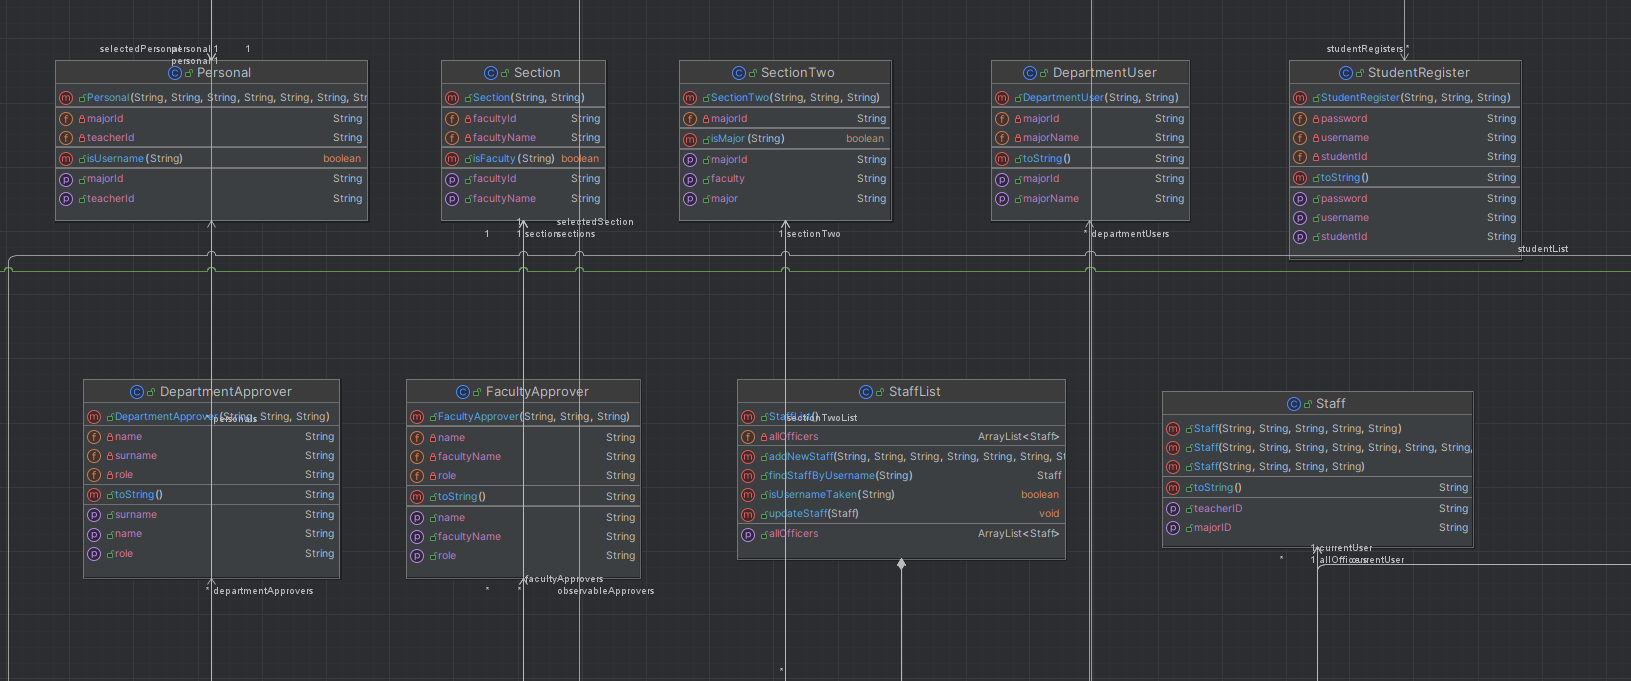 selectedPersonal personal 1 1
personal 1
studentRegisters *
Personal
Personal(String, String, String, String, String, String, Str
majorId String
teacherId String
isUsername(String) boolean
majorId String
teacherId String
Section
Section(String, String)
facultyId String
facultyName String
isFaculty(String) boolean
facultyId String
facultyName String
SectionTwo
SectionTwo(String, String, String)
majorId String
isMajor(String) boolean
majorId String
faculty String
major String
DepartmentUser
DepartmentUser(String, String)
majorId String
majorName String
toString() String
majorId String
majorName String
StudentRegister
StudentRegister(String, String, String)
password String
username String
studentId String
toString() String
password String
username String
studentId String
1 selectedSection
1 1 section sections
1 sectionTwo
* departmentUsers
studentList
DepartmentApprover
DepartmentApprover(String, String, String)
* personals
name String
surname String
role String
toString() String
surname String
name String
role String
FacultyApprover
FacultyApprover(String, String, String)
name String
facultyName String
role String
toString() String
name String
facultyName String
role String
StaffList
StaffList()
sectionTwoList
allOfficers ArrayList<Staff>
addNewStaff(String, String, String, String, String, St
findStaffByUsername(String) Staff
isUsernameTaken(String) boolean
updateStaff(Staff) void
allOfficers ArrayList<Staff>
Staff
Staff(String, String, String, String, String)
Staff(String, String, String, String, String, String,
Staff(String, String, String, String)
toString() String
teacherID String
majorID String
1 currentUser
* 1 allOfficers currentUser
* departmentApprovers
facultyApprovers
* * observableApprovers
*